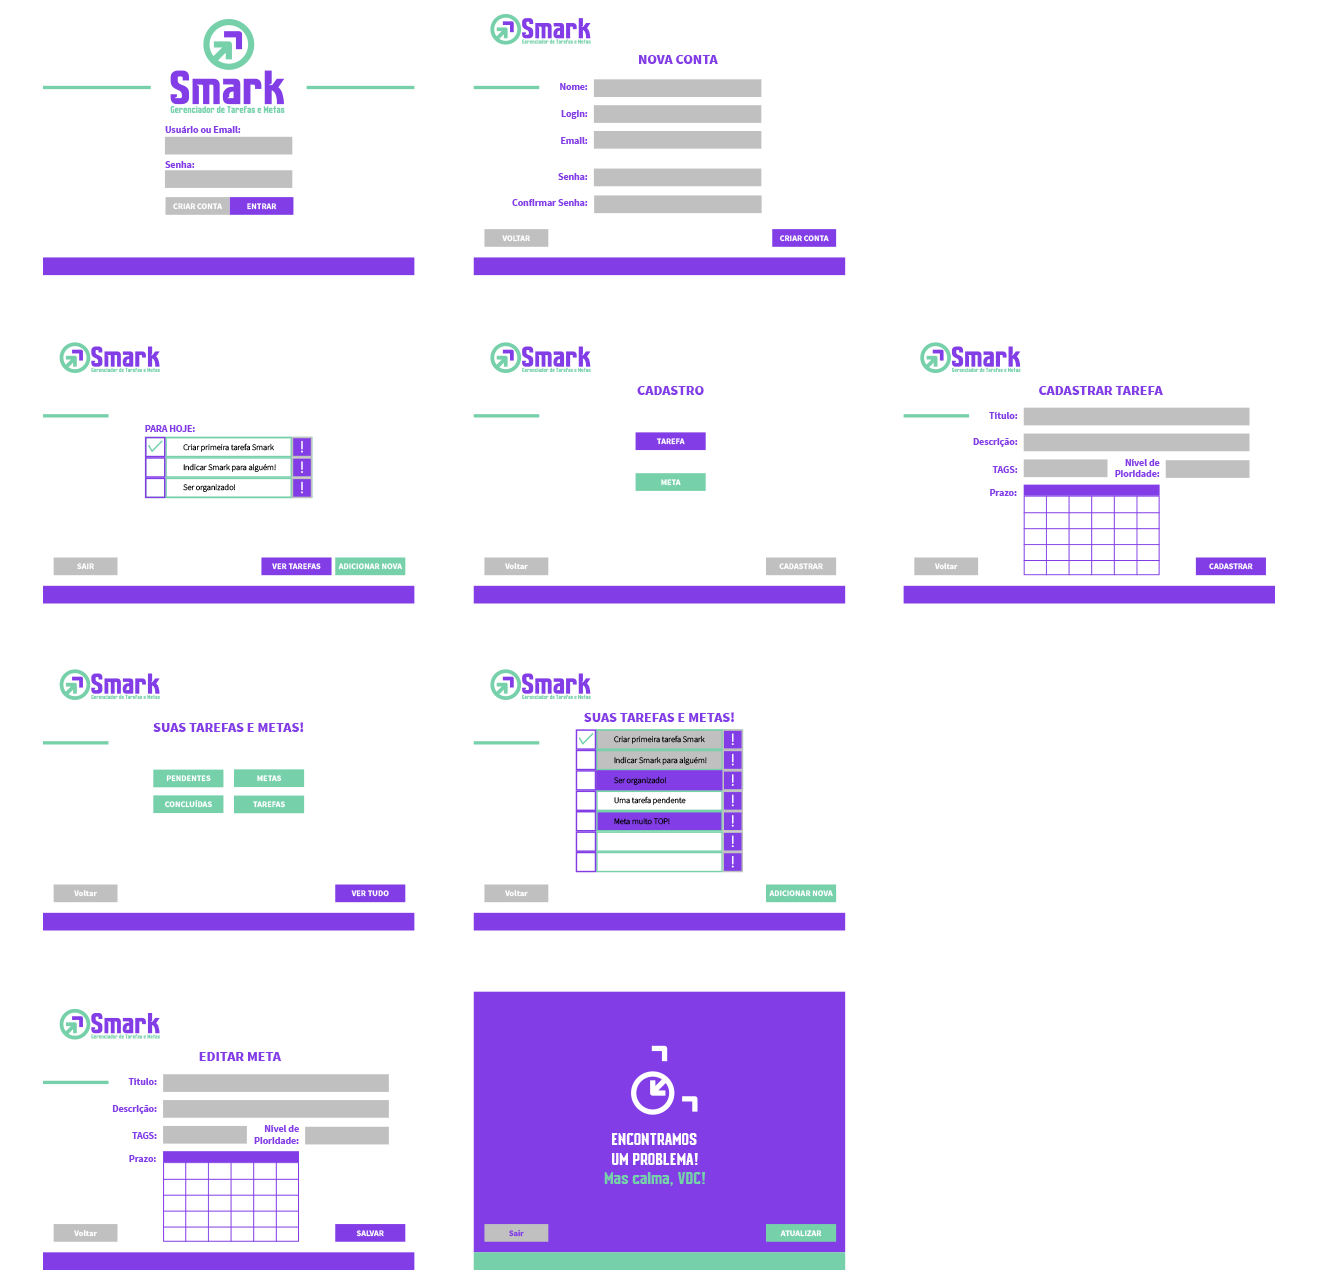 Smark
Gerenciador de Tarefas e Metas
Usuário ou Email:
Senha:
CRIAR CONTA
ENTRAR
Smark
Gerenciador de Tarefas e Metas
NOVA CONTA
Nome:
Login:
Email:
Senha:
Confirmar Senha:
VOLTAR
CRIAR CONTA
Smark
Gerenciador de Tarefas e Metas
PARA HOJE:
Criar primeira tarefa Smark
!
Indicar Smark para alguém!
!
Ser organizado!
!
SAIR
VER TAREFAS
ADICIONAR NOVA
Smark
Gerenciador de Tarefas e Metas
CADASTRO
TAREFA
META
Voltar
CADASTRAR
Smark
Gerenciador de Tarefas e Metas
CADASTRAR TAREFA
Titulo:
Descrição:
TAGS:
Nivel de
Pioridade:
Prazo:
Voltar
CADASTRAR
Smark
Gerenciador de Tarefas e Metas
SUAS TAREFAS E METAS!
PENDENTES
METAS
CONCLUÍDAS
TAREFAS
Voltar
VER TUDO
Smark
Gerenciador de Tarefas e Metas
SUAS TAREFAS E METAS!
Criar primeira tarefa Smark
!
Indicar Smark para alguém!
!
Ser organizado!
!
Uma tarefa pendente
!
Meta muito TOP!
!
!
!
Voltar
ADICIONAR NOVA
Smark
Gerenciador de Tarefas e Metas
EDITAR META
Titulo:
Descrição:
TAGS:
Nivel de
Pioridade:
Prazo:
Voltar
SALVAR
ENCONTRAMOS
UM PROBLEMA!
Mas calma, VDC!
Sair
ATUALIZAR